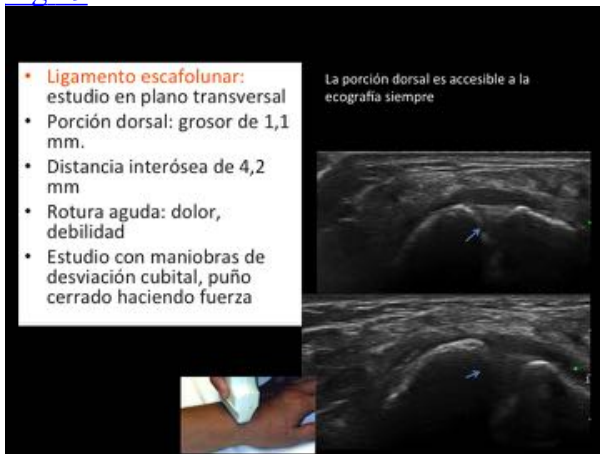 • Ligamento escafolunar:
estudio en plano transversal
• Porción dorsal: grosor de 1,1
mm.
• Distancia interósea de 4,2
mm
• Rotura aguda: dolor,
debilidad
• Estudio con maniobras de
desviación cubital, puño
cerrado haciendo fuerza
La porción dorsal es accesible a la
ecografía siempre